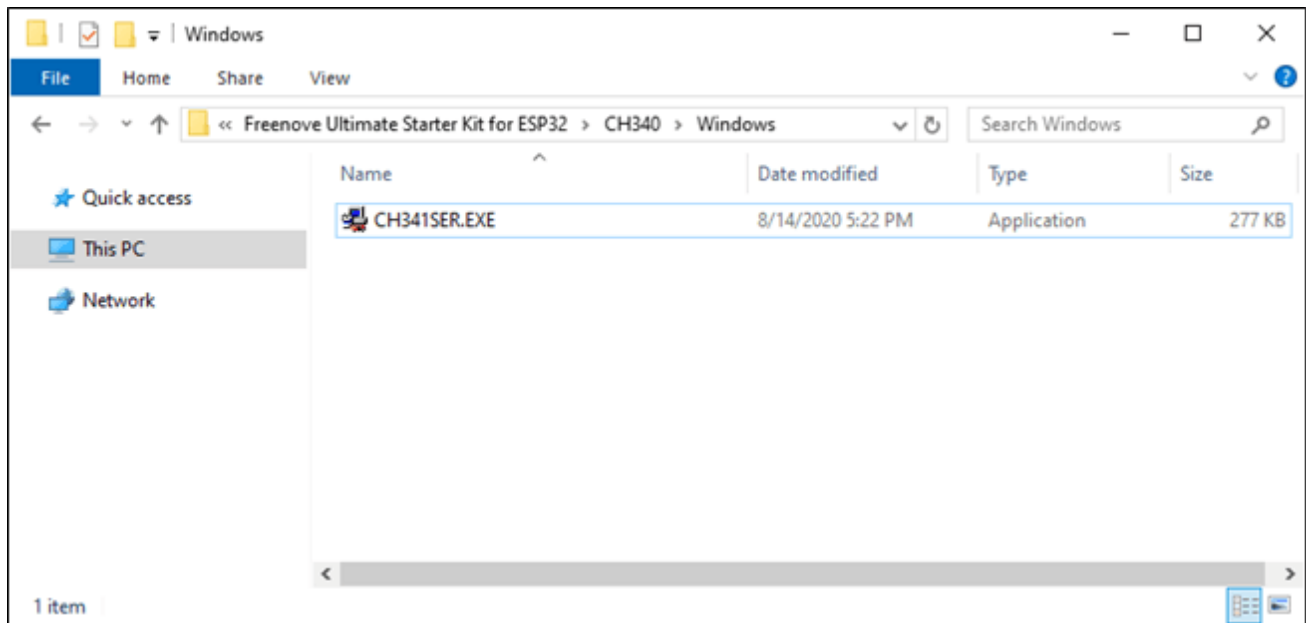 Windows
File Home Share View
« Freenove Ultimate Starter Kit for ESP32 > CH340 > Windows Search Windows
Name Date modified Type Size
Quick access
CH341SER.EXE 8/14/2020 5:22 PM Application 277 KB
This PC
Network
1 item